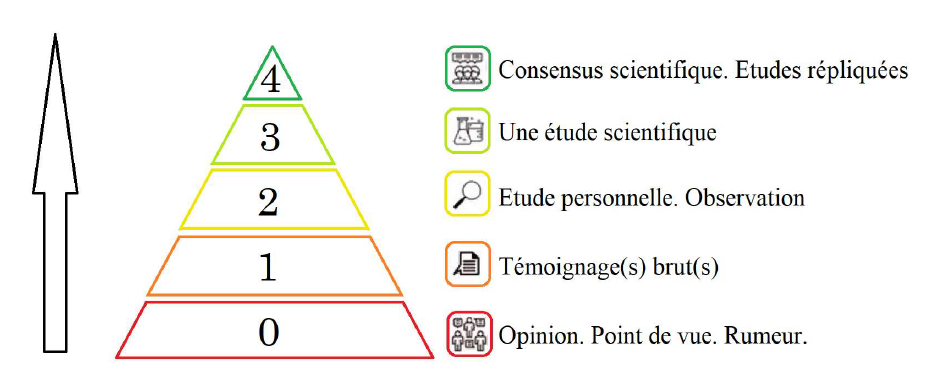 4 Consensus scientifique. Etudes répliquées
3 Une étude scientifique
2 Etude personnelle. Observation
1 Témoignage(s) brut(s)
0 Opinion. Point de vue. Rumeur.